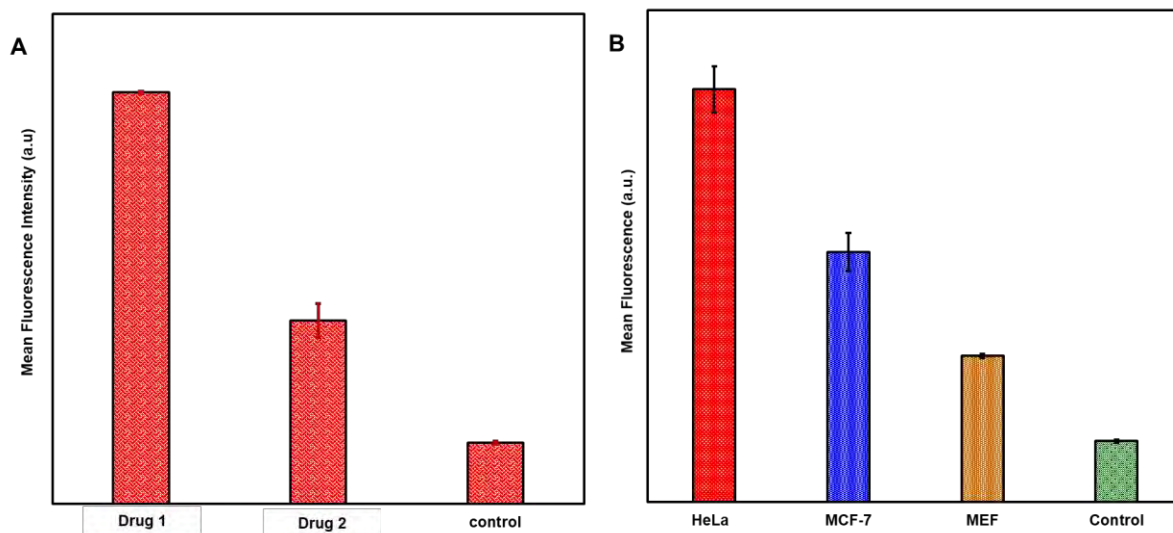 A
Mean Fluorescence Intensity (a.u)
Drug 1
Drug 2
control
B
Mean Fluorescence (a.u.)
HeLa
MCF-7
MEF
Control